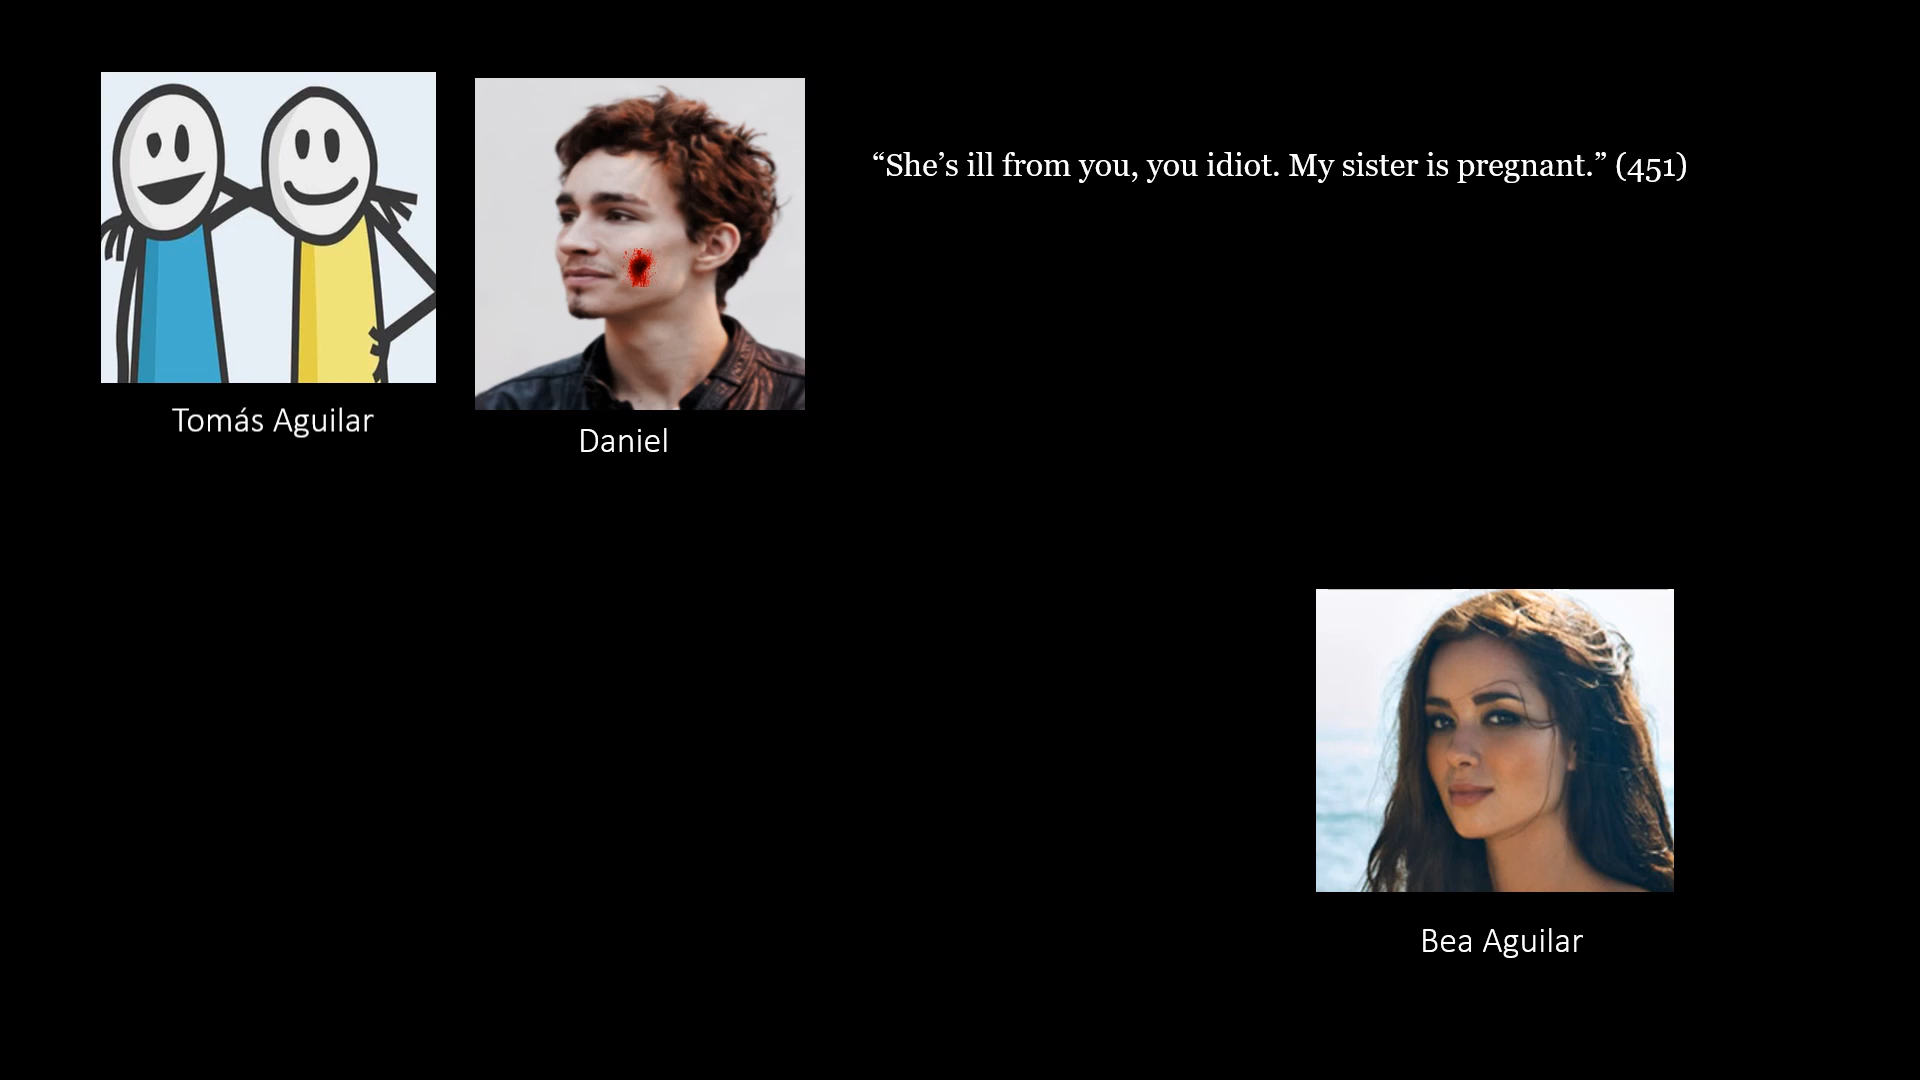 “She’s ill from you, you idiot. My sister is pregnant.” (451)
Tomás Aguilar
Daniel
Bea Aguilar